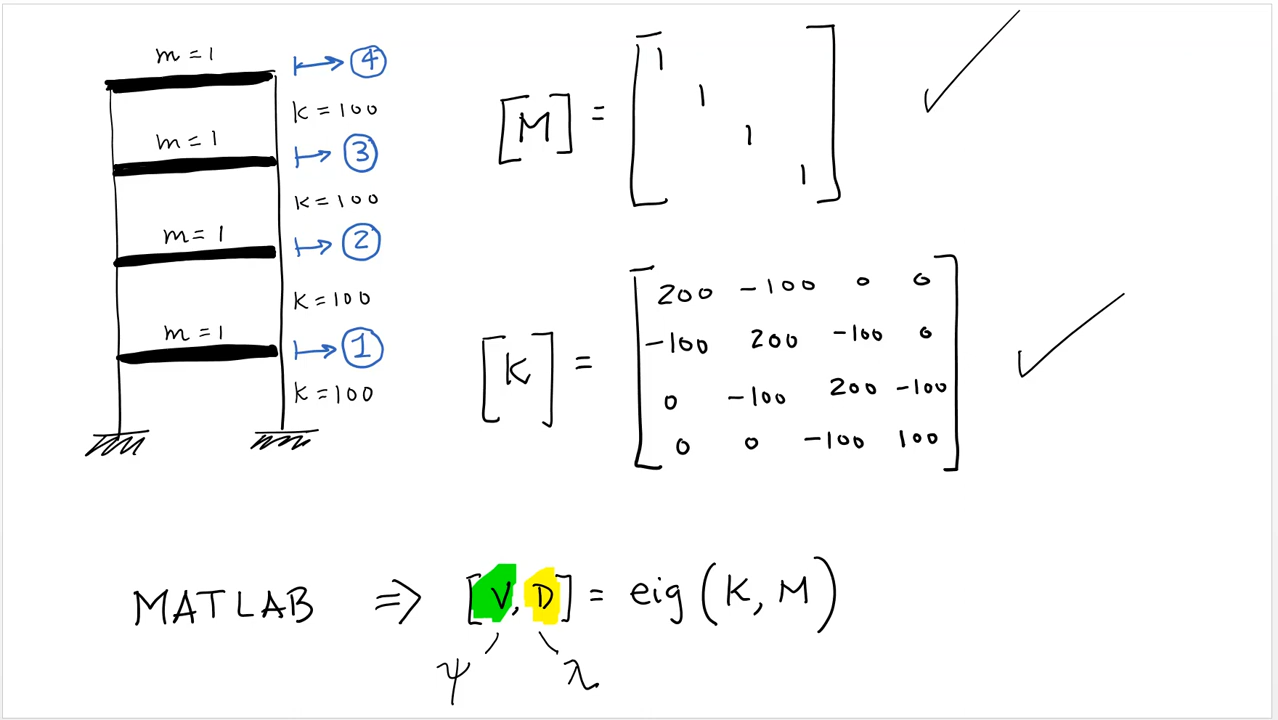 m = 1
4
k = 100
m = 1
3
k = 100
m = 1
2
k = 100
m = 1
1
k = 100
[M] =
1
1
1
1
[K] =
200 -100 0 0
-100 200 -100 0
0 -100 200 -100
0 0 -100 100
MATLAB ⇒ [V, D] = eig (K, M)
ψ λ